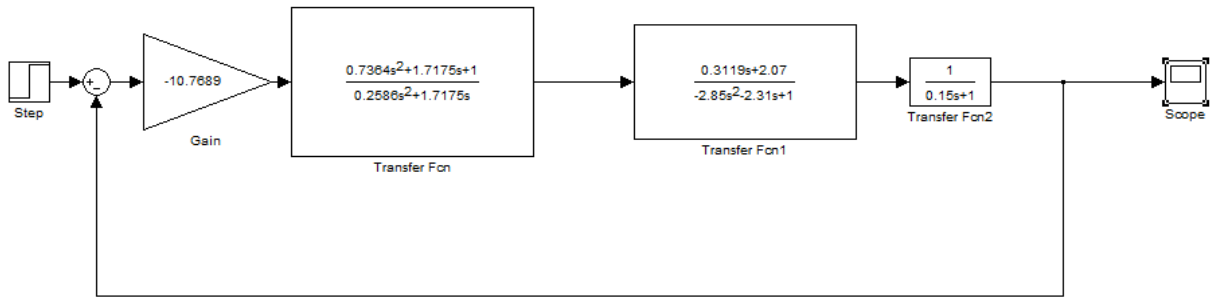 Step
+
−
-10.7689
Gain
0.7364s²+1.7175s+1
0.2586s²+1.7175s
Transfer Fcn
0.3119s+2.07
-2.85s²-2.31s+1
Transfer Fcn1
1
0.15s+1
Transfer Fcn2
Scope